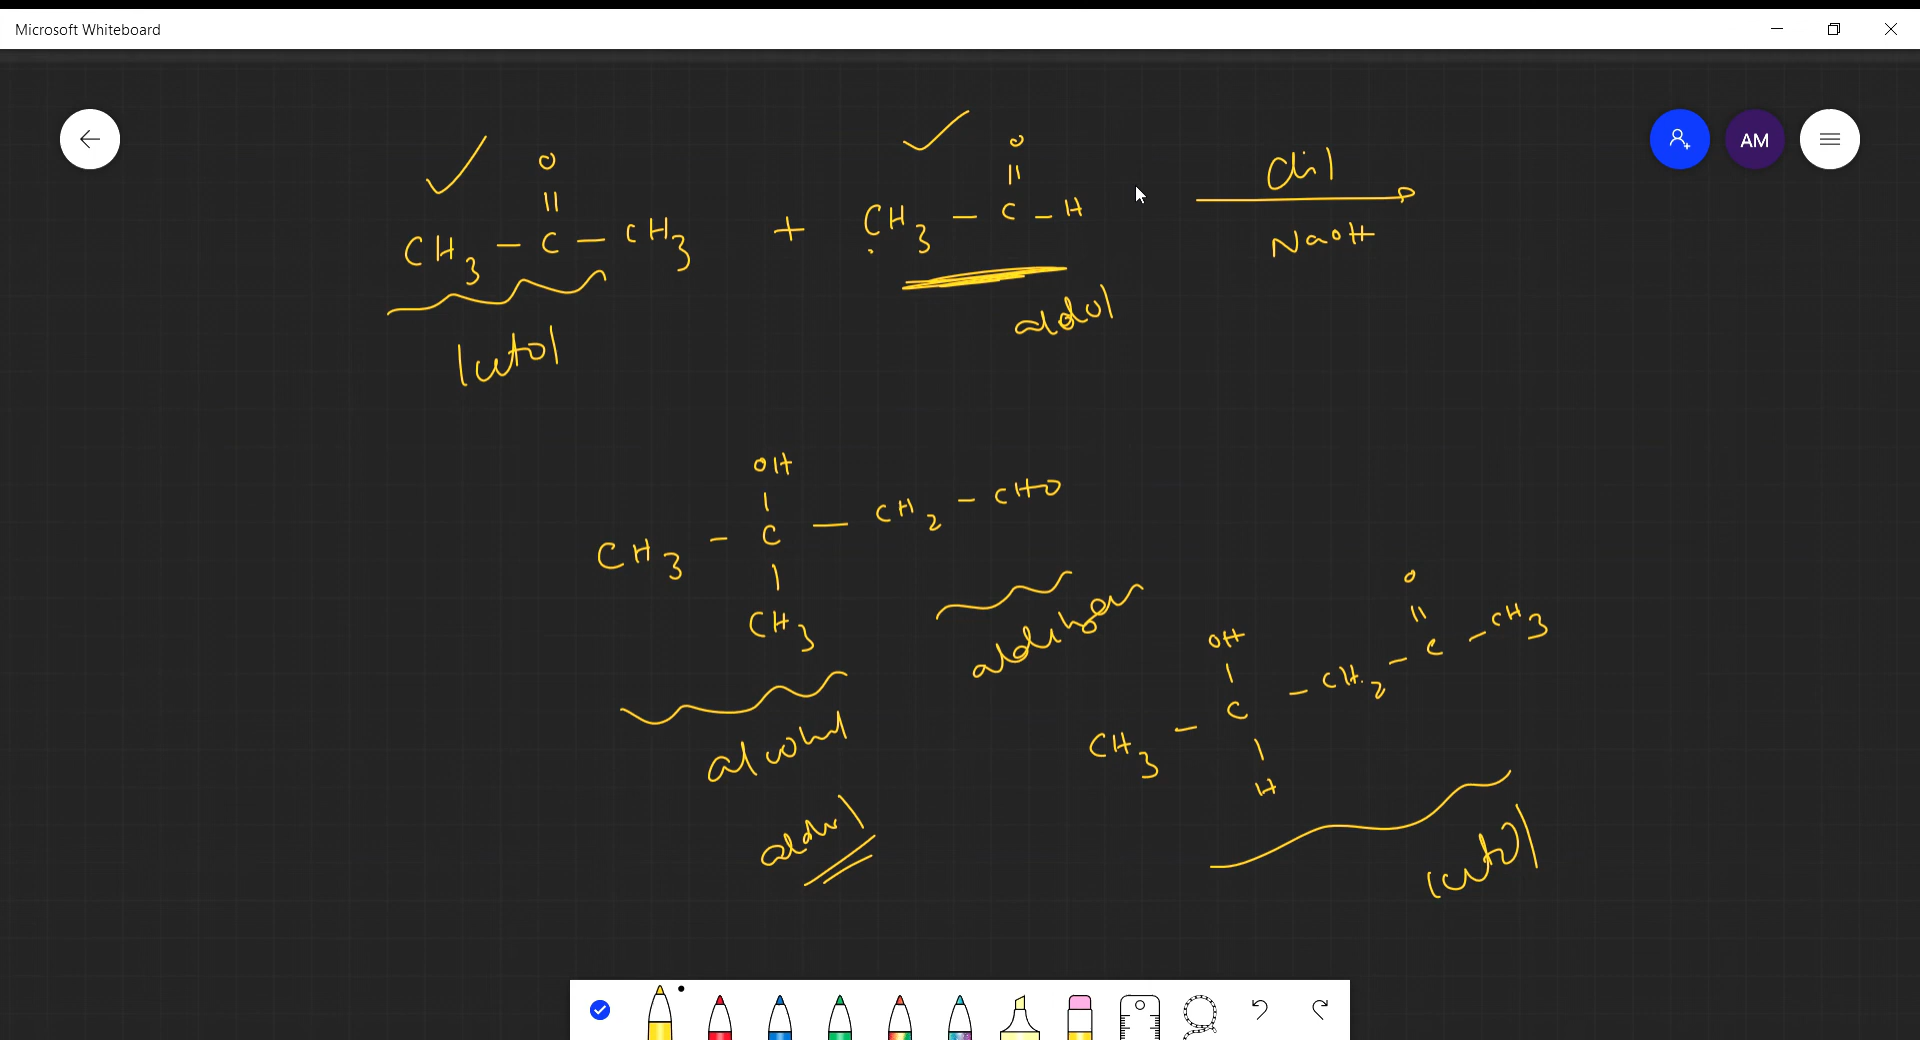 Microsoft Whiteboard
AM
O
||
CH3 - C - CH3
+
O
||
CH3 - C - H
dil
NaOH
ketol
aldol
OH
|
CH3 - C - CH2 - CHO
|
CH3
alcohol
aldol
O
||
OH
|
CH3 - C - CH2 - C - CH3
|
H
ketol